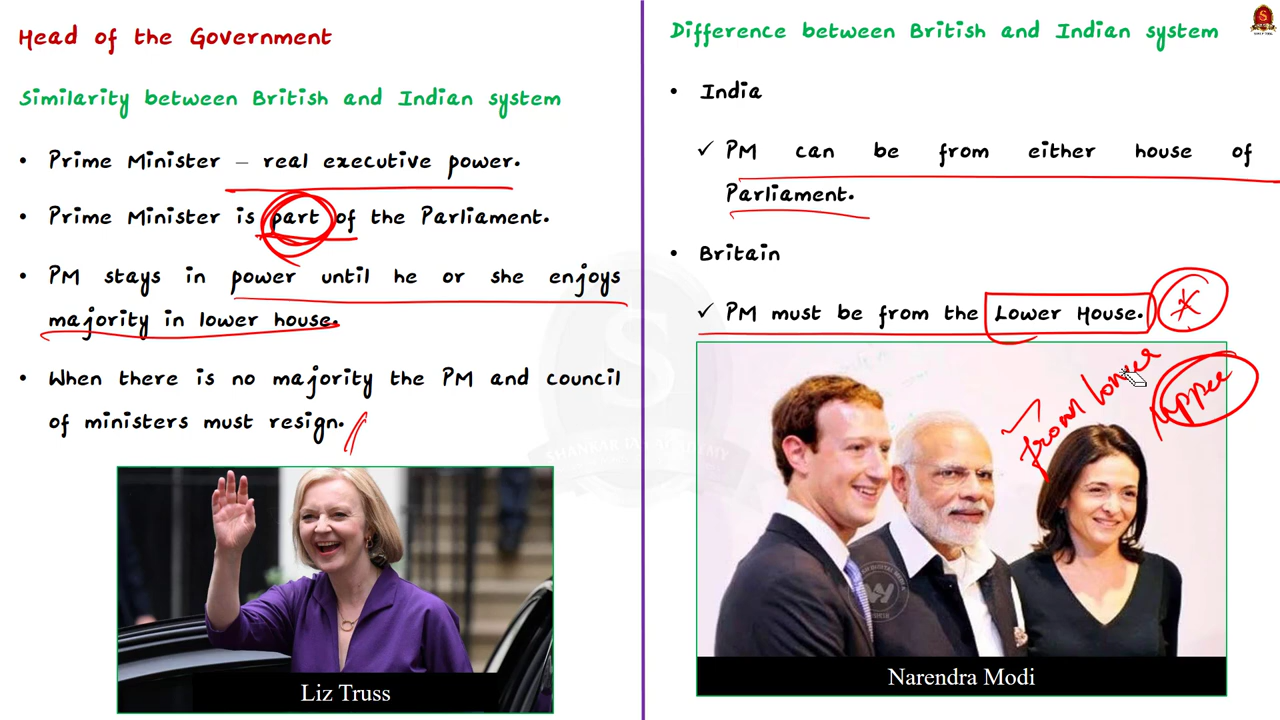 Head of the Government
Similarity between British and Indian system
• Prime Minister – real executive power.
• Prime Minister is part of the Parliament.
• PM stays in power until he or she enjoys
majority in lower house.
• When there is no majority the PM and council
of ministers must resign.
Liz Truss
Difference between British and Indian system
• India
✓ PM can be from either house of
Parliament.
• Britain
✓ PM must be from the Lower House.
from lower
upper
Narendra Modi
S
SHANKAR IAS ACADEMY